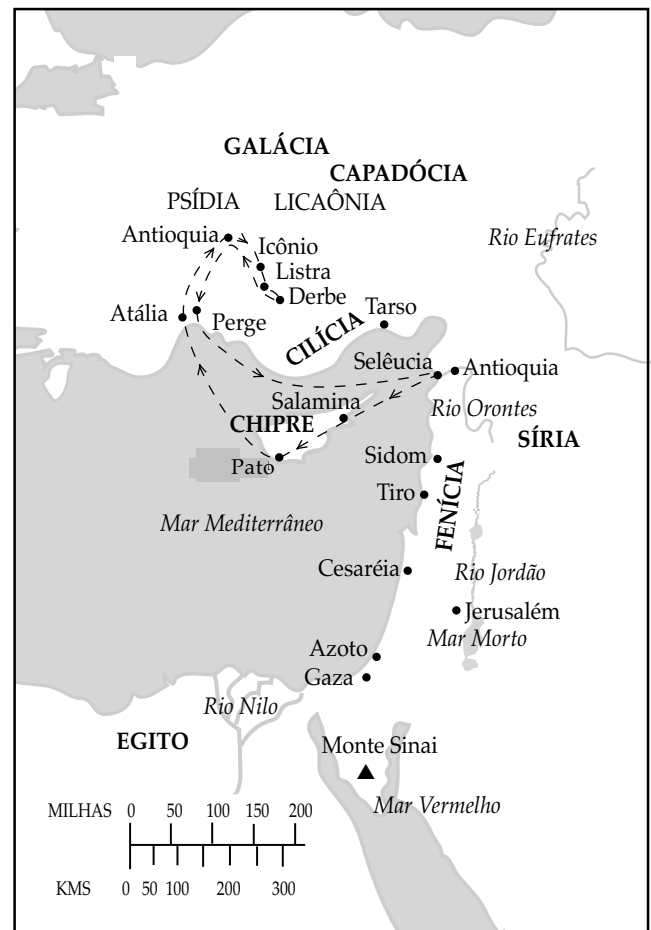 GALÁCIA
CAPADÓCIA
PSÍDIA LICAÔNIA
Antioquia
Icônio
Rio Eufrates
Listra
Derbe
Atália
Perge
Tarso
CILÍCIA
Selêucia
Antioquia
Salamina
Rio Orontes
CHIPRE
SÍRIA
Pato
Sidom
Tiro
FENÍCIA
Mar Mediterrâneo
Cesaréia
Rio Jordão
Jerusalém
Mar Morto
Azoto
Gaza
Rio Nilo
EGITO
Monte Sinai
Mar Vermelho
MILHAS 0 50 100 150 200
KMS 0 50 100 200 300